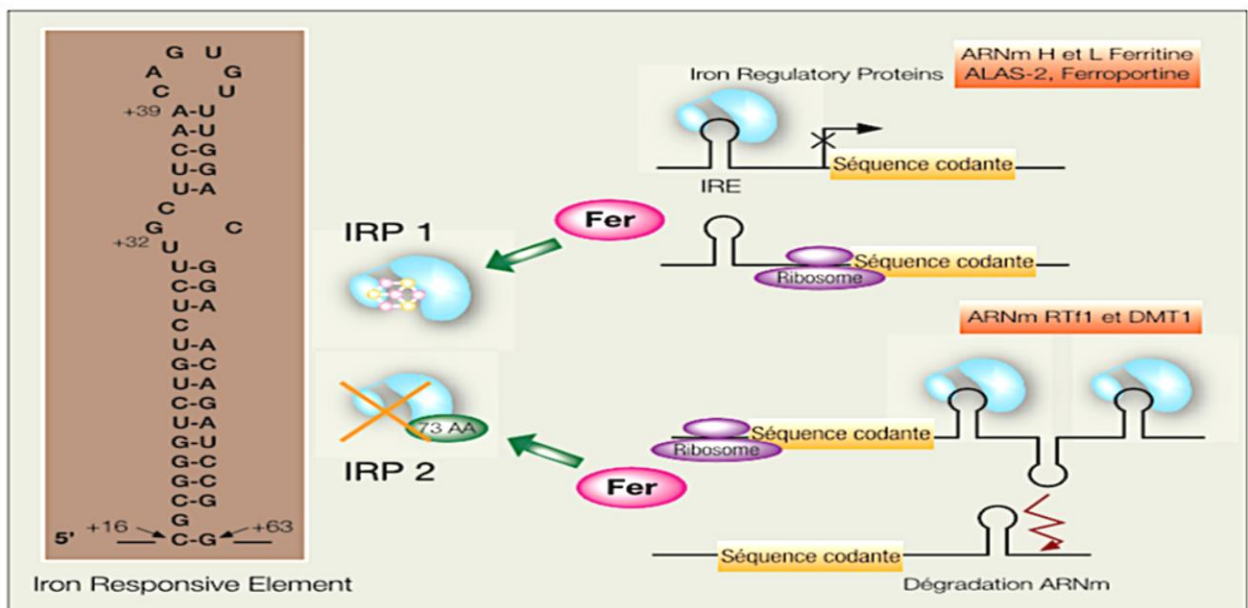 G U
A G
C U
+39 A-U
A-U
C-G
U-G
U-A
C
G C
+32 U
U-G
C-G
U-A
C
U-A
G-C
U-A
C-G
U-A
G-U
G-C
G-C
C-G
G
5' +16 C-G +63
Iron Responsive Element
IRP 1
73 AA
IRP 2
Fer
Fer
Iron Regulatory Proteins
ARNm H et L Ferritine
ALAS-2, Ferroportine
Séquence codante
IRE
Séquence codante
Ribosome
ARNm RTf1 et DMT1
Séquence codante
Ribosome
Séquence codante
Dégradation ARNm